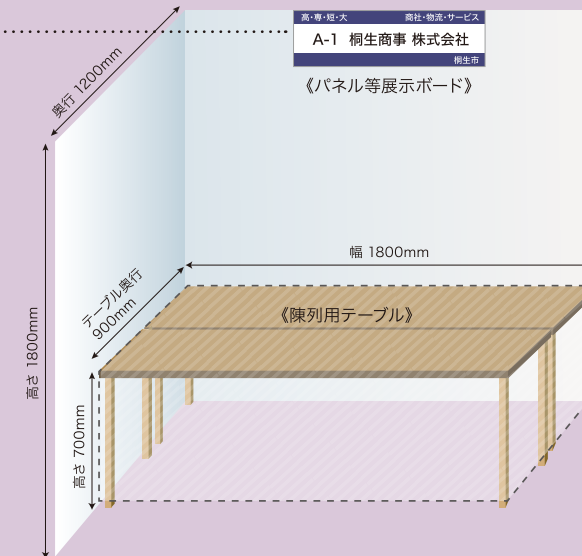 高・専・短・大 商社・物流・サービス
A-1 桐生商事 株式会社
桐生市
《パネル等展示ボード》
奥行 1200mm
幅 1800mm
テーブル奥行
900mm
《陳列用テーブル》
高さ 1800mm
高さ 700mm